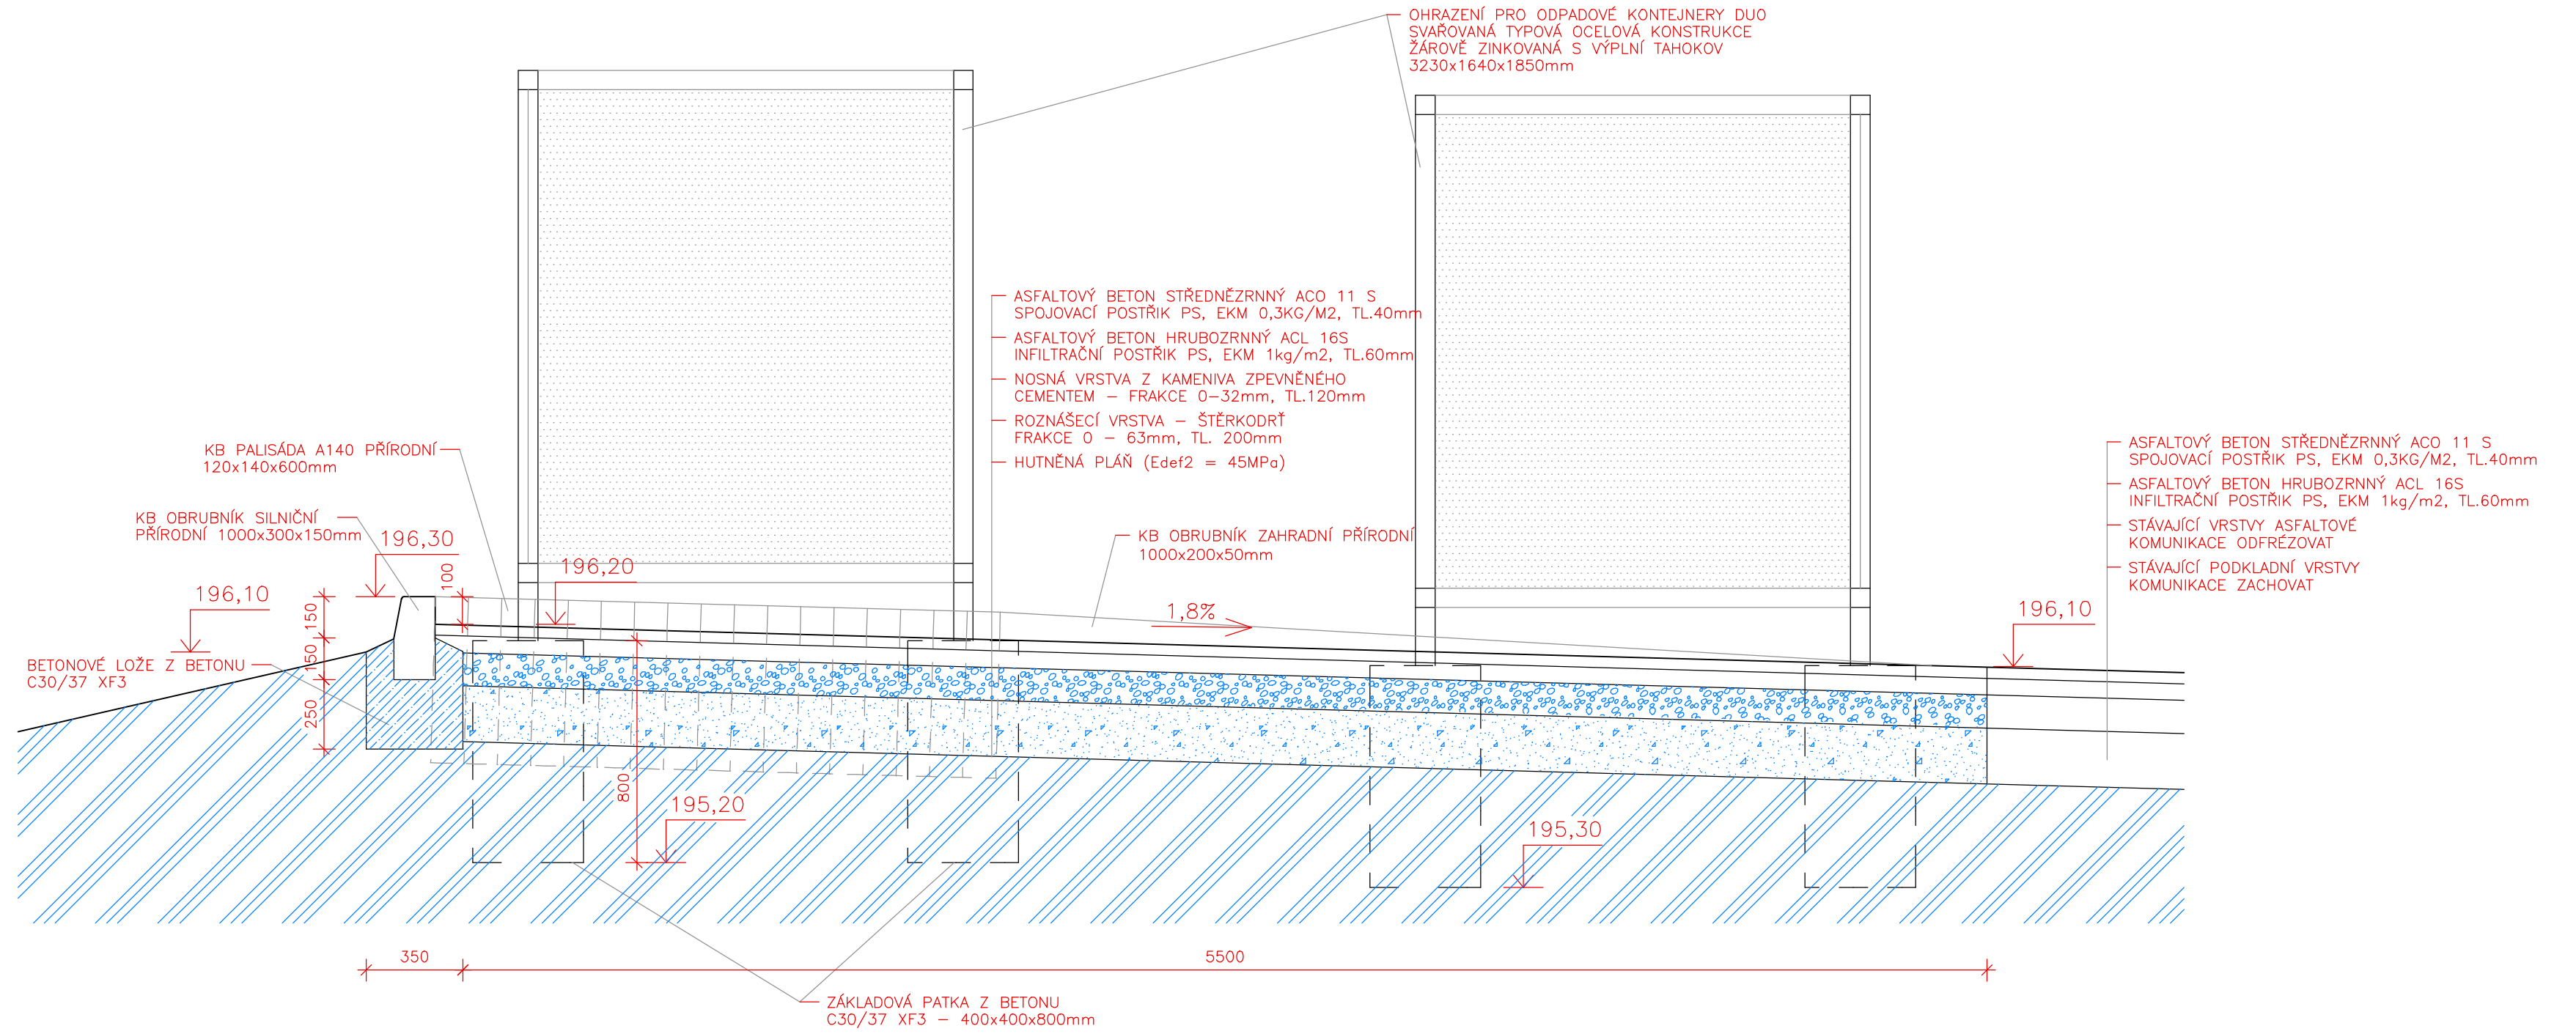 OHRAZENÍ PRO ODPADOVÉ KONTEJNERY DUO
SVAŘOVANÁ TYPOVÁ OCELOVÁ KONSTRUKCE
ŽÁROVĚ ZINKOVANÁ S VÝPLNÍ TAHOKOV
3230x1640x1850mm
ASFALTOVÝ BETON STŘEDNĚZRNNÝ ACO 11 S
SPOJOVACÍ POSTŘIK PS, EKM 0,3KG/M2, TL.40mm
ASFALTOVÝ BETON HRUBOZRNNÝ ACL 16S
INFILTRAČNÍ POSTŘIK PS, EKM 1kg/m2, TL.60mm
NOSNÁ VRSTVA Z KAMENIVA ZPEVNĚNÉHO
CEMENTEM – FRAKCE 0–32mm, TL.120mm
ROZNÁŠECÍ VRSTVA – ŠTĚRKODRŤ
FRAKCE 0 – 63mm, TL. 200mm
HUTNĚNÁ PLÁŇ (Edef2 = 45MPa)
KB PALISÁDA A140 PŘÍRODNÍ
120x140x600mm
KB OBRUBNÍK SILNIČNÍ
PŘÍRODNÍ 1000x300x150mm
196,30
196,10
BETONOVÉ LOŽE Z BETONU
C30/37 XF3
150
150
250
100
196,20
KB OBRUBNÍK ZAHRADNÍ PŘÍRODNÍ
1000x200x50mm
1,8%
ASFALTOVÝ BETON STŘEDNĚZRNNÝ ACO 11 S
SPOJOVACÍ POSTŘIK PS, EKM 0,3KG/M2, TL.40mm
ASFALTOVÝ BETON HRUBOZRNNÝ ACL 16S
INFILTRAČNÍ POSTŘIK PS, EKM 1kg/m2, TL.60mm
STÁVAJÍCÍ VRSTVY ASFALTOVÉ
KOMUNIKACE ODFRÉZOVAT
STÁVAJÍCÍ PODKLADNÍ VRSTVY
KOMUNIKACE ZACHOVAT
196,10
800
195,20
195,30
350
5500
ZÁKLADOVÁ PATKA Z BETONU
C30/37 XF3 – 400x400x800mm